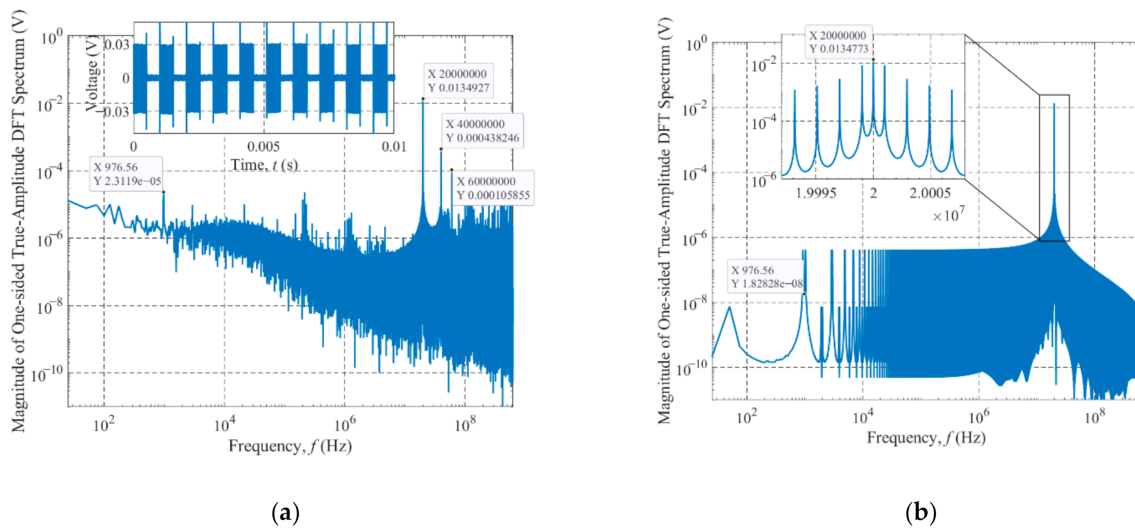 Magnitude of One-sided True-Amplitude DFT Spectrum (V)
10^0
10^−2
10^−4
10^−6
10^−8
10^−10
Voltage (V)
0.03
0
−0.03
0
0.005
0.01
Time, t (s)
X 20000000
Y 0.0134927
X 40000000
Y 0.000438246
X 976.56
Y 2.3119e−05
X 60000000
Y 0.000105855
10^2
10^4
10^6
10^8
Frequency, f (Hz)
(a)
Magnitude of One-sided True-Amplitude DFT Spectrum (V)
10^0
10^−2
10^−4
10^−6
10^−8
10^−10
X 20000000
Y 0.0134773
10^−2
10^−4
10^−6
1.9995
2
2.0005
×10^7
X 976.56
Y 1.82828e−08
10^2
10^4
10^6
10^8
Frequency, f (Hz)
(b)